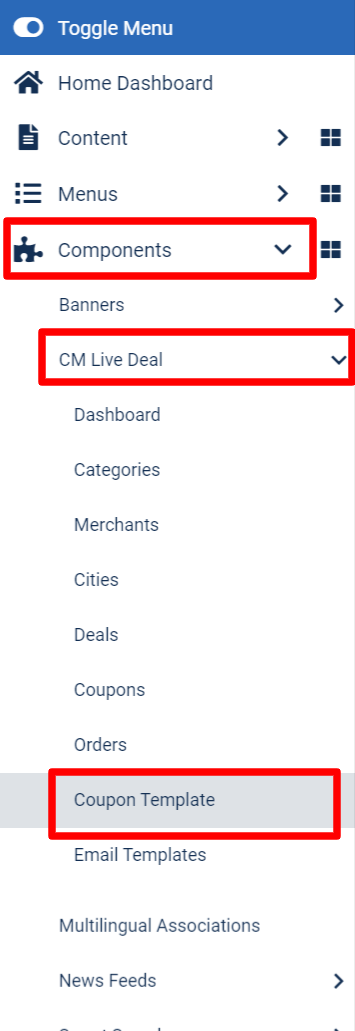 Toggle Menu
Home Dashboard
Content
Menus
Components
Banners
CM Live Deal
Dashboard
Categories
Merchants
Cities
Deals
Coupons
Orders
Coupon Template
Email Templates
Multilingual Associations
News Feeds